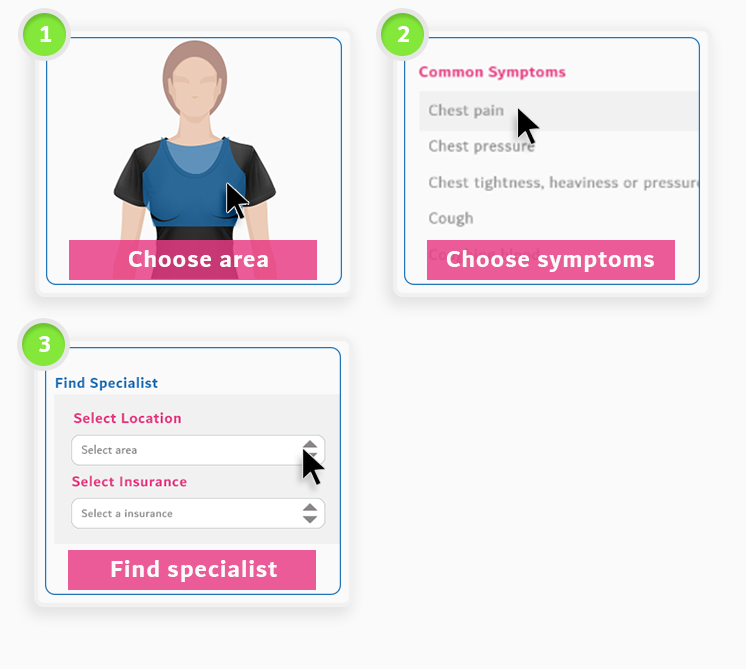 1
Choose area
2
Common Symptoms
Chest pain
Chest pressure
Chest tightness, heaviness or pressure
Cough
Choose symptoms
3
Find Specialist
Select Location
Select area
Select Insurance
Select a insurance
Find specialist